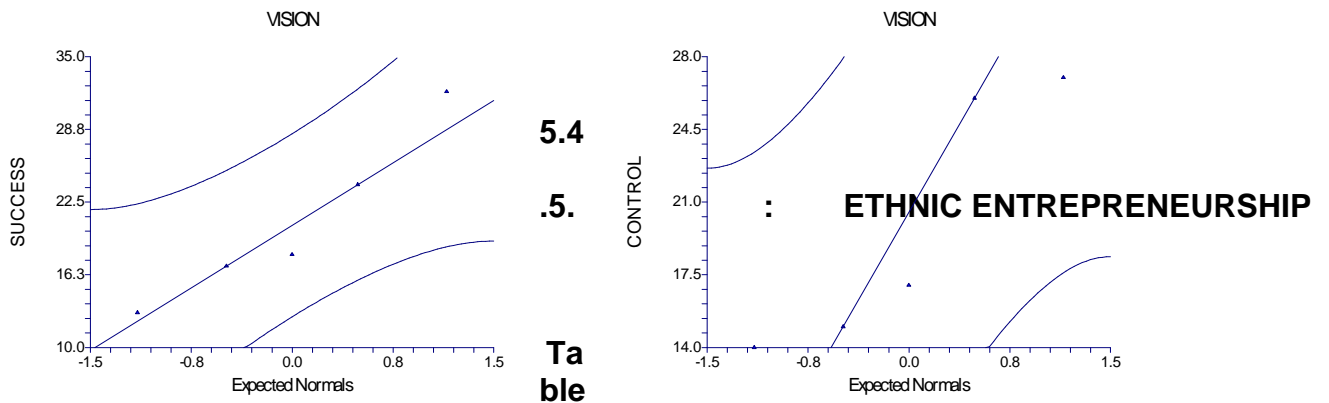 VISION
SUCCESS
35.0
28.8
22.5
16.3
10.0
-1.5 -0.8 0.0 0.8 1.5
Expected Normals
5.4
.5. : ETHNIC ENTREPRENEURSHIP
Ta
ble
VISION
CONTROL
28.0
24.5
21.0
17.5
14.0
-1.5 -0.8 0.0 0.8 1.5
Expected Normals